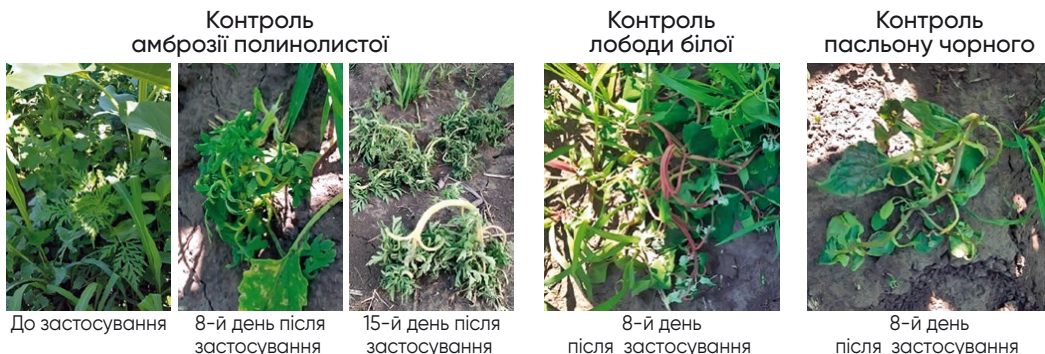 Контроль
амброзії полинолистої
Контроль
лободи білої
Контроль
пасльону чорного
До застосування
8-й день після
застосування
15-й день після
застосування
8-й день
після застосування
8-й день
після застосування